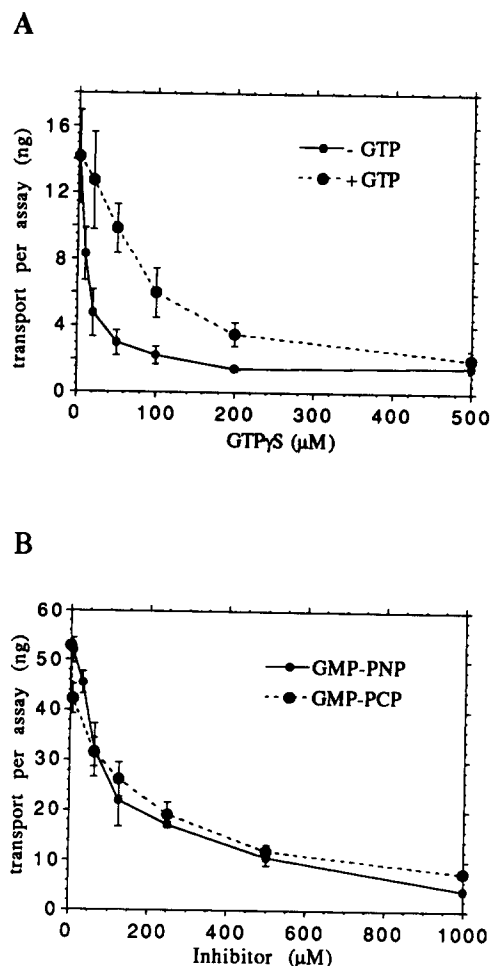 A
transport per assay (ng)
16
12
8
4
0
- GTP
+ GTP
0 100 200 300 400 500
GTPγS (μM)
B
transport per assay (ng)
60
50
40
30
20
10
0
GMP-PNP
GMP-PCP
0 200 400 600 800 1000
Inhibitor (μM)